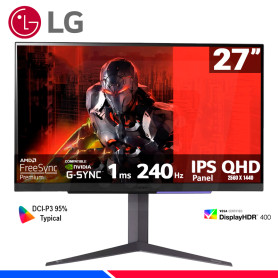 LG
27"
AMD
FreeSync
Premium
COMPATIBLE WITH
NVIDIA
G-SYNC
1ms
240Hz
IPS
Panel
QHD
2560 X 1440
DCI-P3 95%
Typical
VESA CERTIFIED
DisplayHDR 400